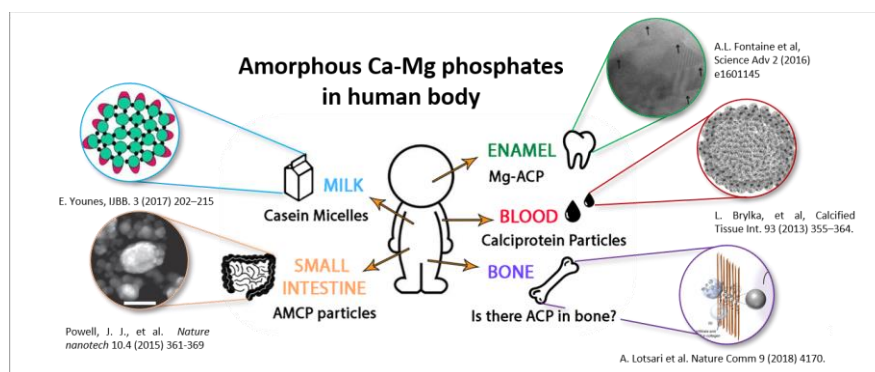 Amorphous Ca-Mg phosphates
in human body
A.L. Fontaine et al,
Science Adv 2 (2016)
e1601145
MILK
Casein Micelles
E. Younes, IJBB. 3 (2017) 202–215
ENAMEL
Mg-ACP
BLOOD
Calciprotein Particles
L. Brylka, et al, Calcified
Tissue Int. 93 (2013) 355–364.
SMALL
INTESTINE
AMCP particles
Powell, J. J., et al. Nature
nanotech 10.4 (2015) 361-369
BONE
Is there ACP in bone?
A. Lotsari et al. Nature Comm 9 (2018) 4170.